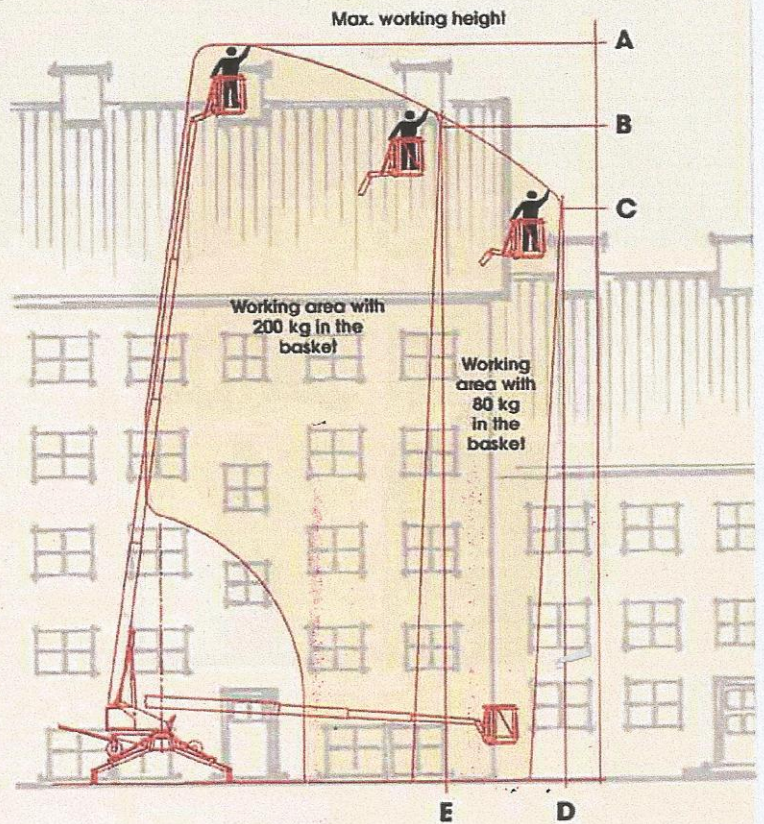 Max. working height
A
B
C
Working area with
200 kg in the
basket
Working
area with
80 kg
in the
basket
E
D